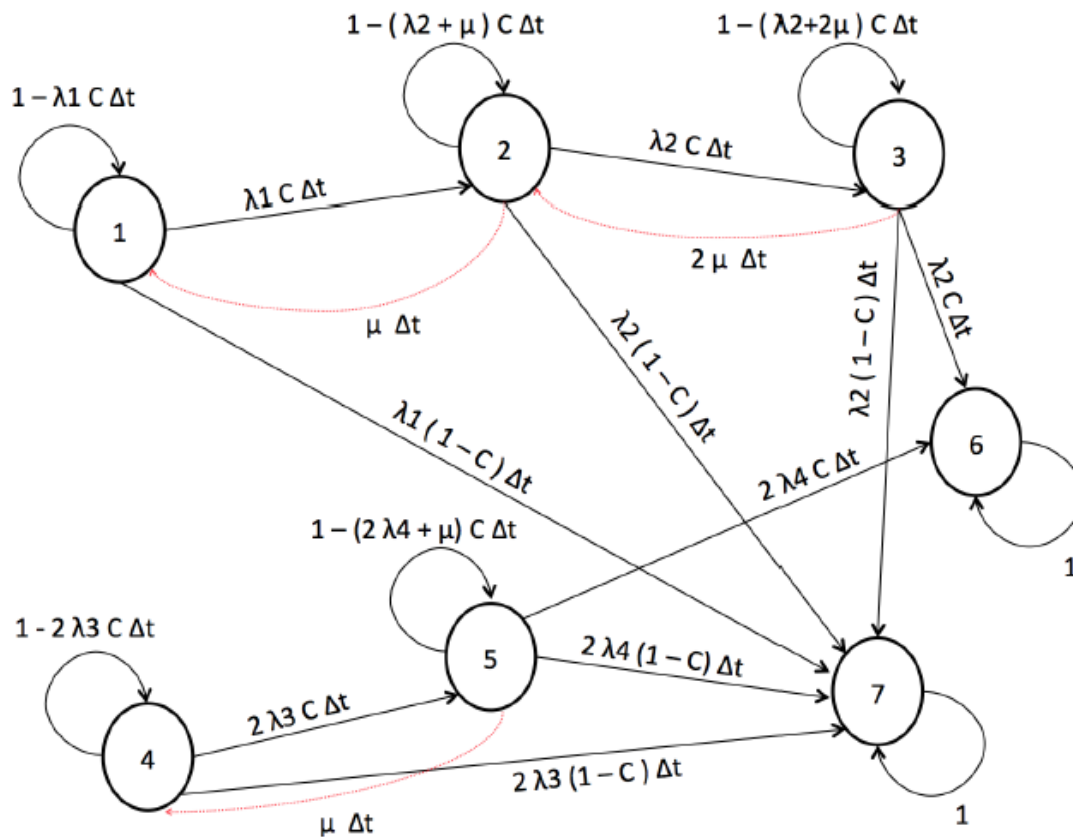 1 – ( λ2 + μ ) C Δt
1 – (λ2+2μ ) C Δt
1 – λ1 C Δt
2
λ2 C Δt
3
λ1 C Δt
1
2 μ Δt
μ Δt
λ2 C Δt
λ2 ( 1 – C ) Δt
λ2 ( 1 – C ) Δt
λ1 ( 1 – C ) Δt
6
2 λ4 C Δt
1 – (2 λ4 + μ) C Δt
1
1 - 2 λ3 C Δt
5
2 λ4 (1 – C) Δt
7
2 λ3 C Δt
4
2 λ3 (1 – C ) Δt
1
μ Δt